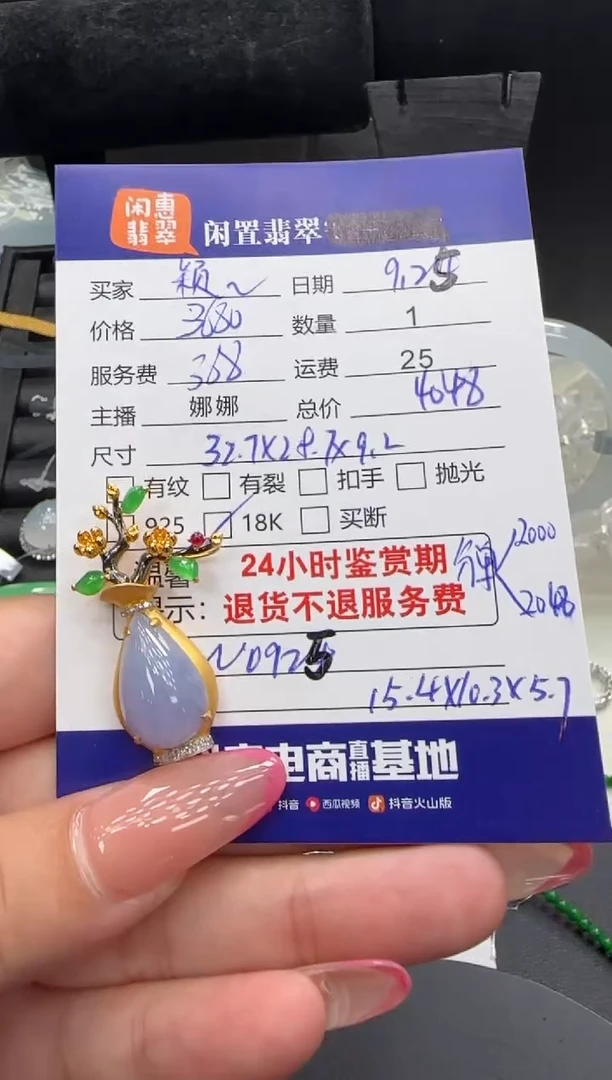 闲惠
翡翠
闲置翡翠
买家 颖~ 日期 9.25
价格 3680 数量 1
服务费 368 运费 25
主播 娜娜 总价 4048
尺寸 32.7X28.7X9.2
有纹 有裂 扣手 抛光
925 18K 买断
温馨 24小时鉴赏期
提示：退货不退服务费
2000
2048
N0925
15.4X10.3X5.7
电商直播基地
抖音 西瓜视频 抖音火山版